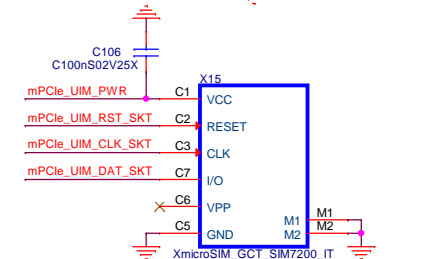 C106
C100nS02V25X
X15
mPCIe_UIM_PWR C1 VCC
mPCIe_UIM_RST_SKT C2 RESET
mPCIe_UIM_CLK_SKT C3 CLK
mPCIe_UIM_DAT_SKT C7 I/O
C6 VPP
M1 M1
C5 GND M2 M2
XmicroSIM_GCT_SIM7200_IT